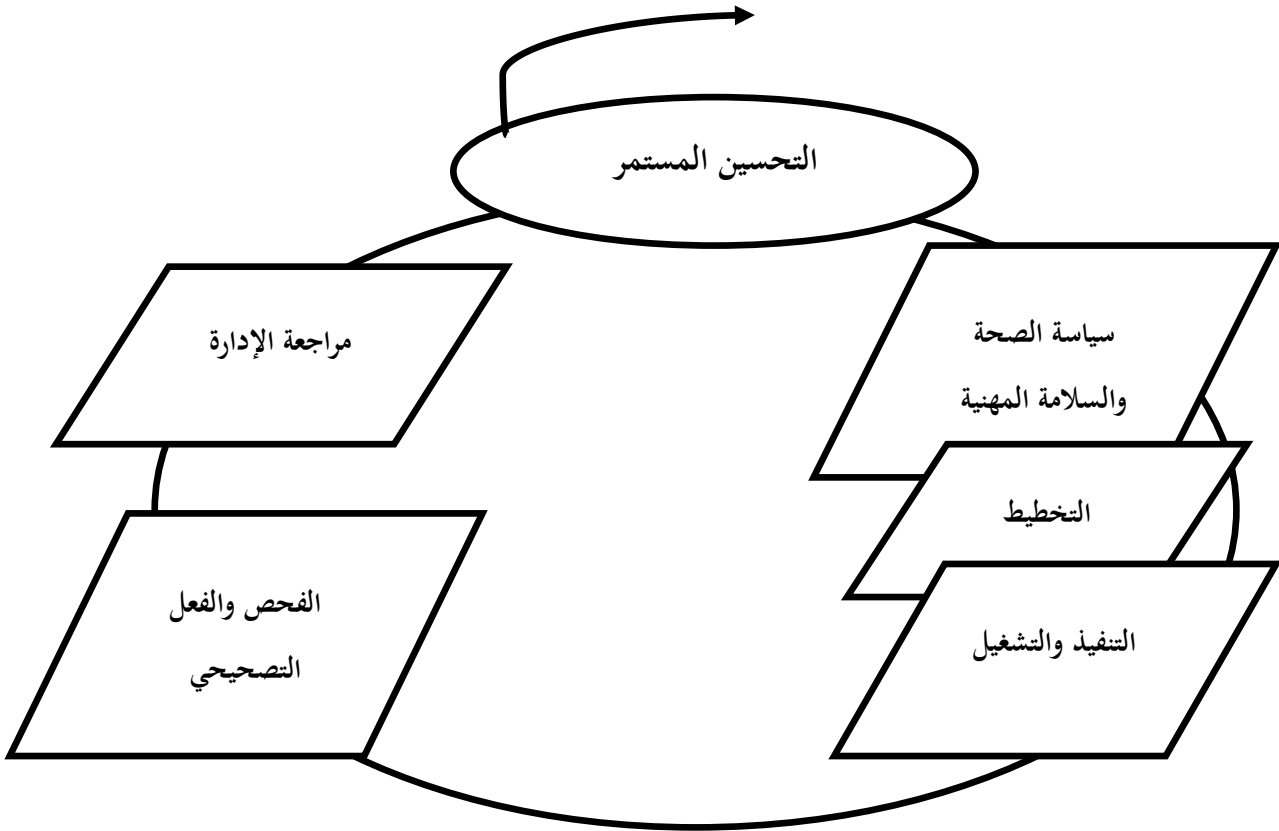 التحسين المستمر
سياسة الصحة
والسلامة المهنية
التخطيط
التنفيذ والتشغيل
الفحص والفعل
التصحيحي
مراجعة الإدارة